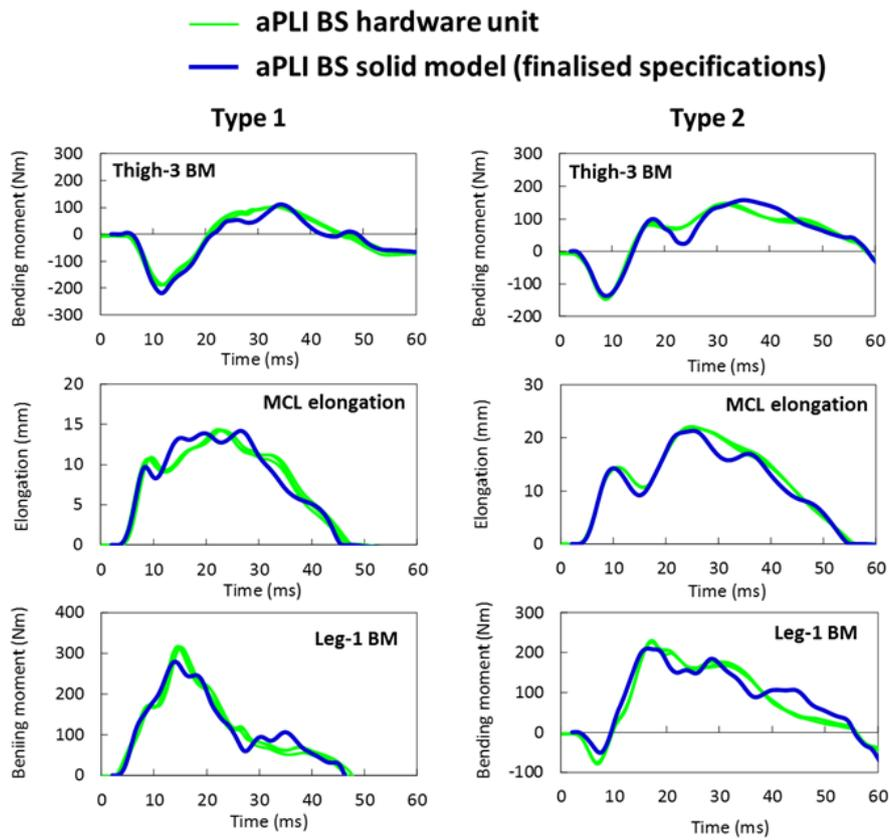 aPLI BS hardware unit
aPLI BS solid model (finalised specifications)
Type 1
Type 2
Bending moment (Nm)
300
200
100
0
-100
-200
-300
Thigh-3 BM
0 10 20 30 40 50 60
Time (ms)
Bending moment (Nm)
300
200
100
0
-100
-200
Thigh-3 BM
0 10 20 30 40 50 60
Time (ms)
Elongation (mm)
20
15
10
5
0
MCL elongation
0 10 20 30 40 50 60
Time (ms)
Elongation (mm)
30
20
10
0
MCL elongation
0 10 20 30 40 50 60
Time (ms)
Beniing moment (Nm)
400
300
200
100
0
Leg-1 BM
0 10 20 30 40 50 60
Time (ms)
Bending moment (Nm)
300
200
100
0
-100
Leg-1 BM
0 10 20 30 40 50 60
Time (ms)